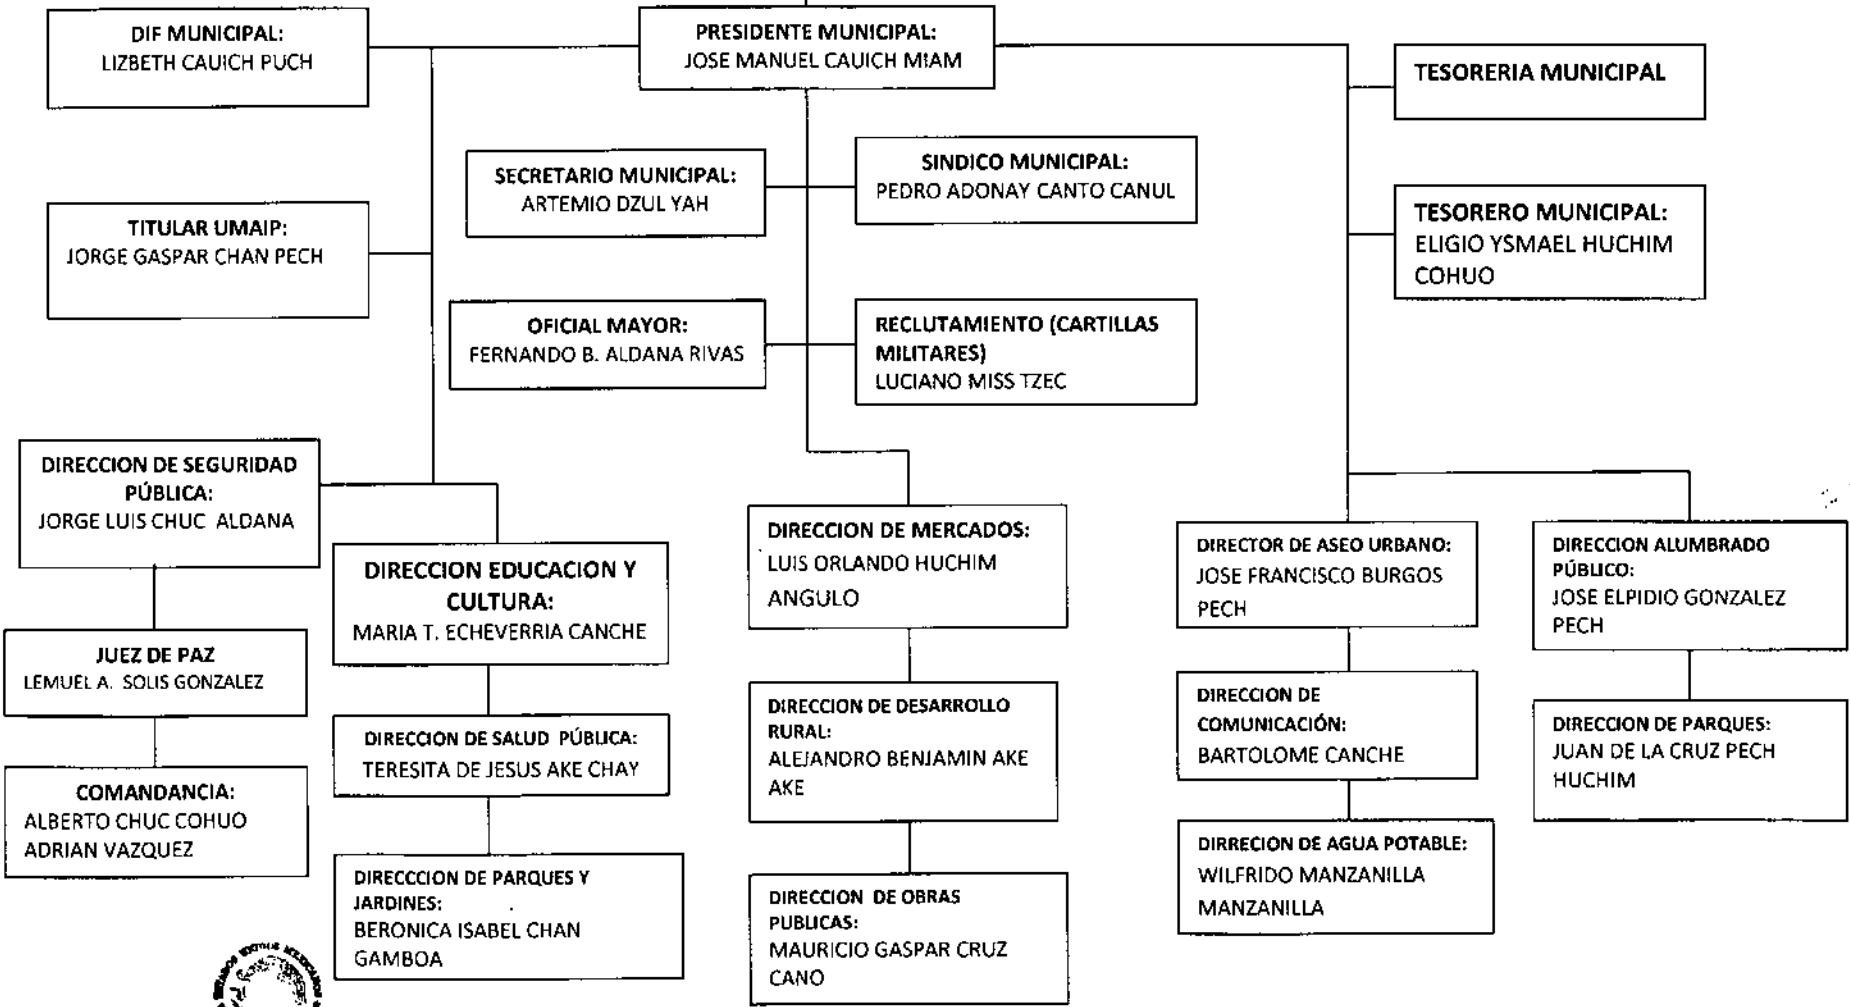 DIF MUNICIPAL:
LIZBETH CAUICH PUCH
PRESIDENTE MUNICIPAL:
JOSE MANUEL CAUICH MIAM
TESORERIA MUNICIPAL
SECRETARIO MUNICIPAL:
ARTEMIO DZUL YAH
SINDICO MUNICIPAL:
PEDRO ADONAY CANTO CANUL
TITULAR UMAIP:
JORGE GASPAR CHAN PECH
TESORERO MUNICIPAL:
ELIGIO YSMAEL HUCHIM
COHUO
OFICIAL MAYOR:
FERNANDO B. ALDANA RIVAS
RECLUTAMIENTO (CARTILLAS
MILITARES)
LUCIANO MISS TZEC
DIRECCION DE SEGURIDAD
PÚBLICA:
JORGE LUIS CHUC ALDANA
JUEZ DE PAZ
LEMUEL A. SOLIS GONZALEZ
COMANDANCIA:
ALBERTO CHUC COHUO
ADRIAN VAZQUEZ
DIRECCION EDUCACION Y
CULTURA:
MARIA T. ECHEVERRIA CANCHE
DIRECCION DE SALUD PÚBLICA:
TERESITA DE JESUS AKE CHAY
DIRECCCION DE PARQUES Y
JARDINES:
BERONICA ISABEL CHAN
GAMBOA
DIRECCION DE MERCADOS:
LUIS ORLANDO HUCHIM
ANGULO
DIRECCION DE DESARROLLO
RURAL:
ALEJANDRO BENJAMIN AKE
AKE
DIRECCION DE OBRAS
PUBLICAS:
MAURICIO GASPAR CRUZ
CANO
DIRECTOR DE ASEO URBANO:
JOSE FRANCISCO BURGOS
PECH
DIRECCION DE
COMUNICACIÓN:
BARTOLOME CANCHE
DIRRECION DE AGUA POTABLE:
WILFRIDO MANZANILLA
MANZANILLA
DIRECCION ALUMBRADO
PÚBLICO:
JOSE ELPIDIO GONZALEZ
PECH
DIRECCION DE PARQUES:
JUAN DE LA CRUZ PECH
HUCHIM